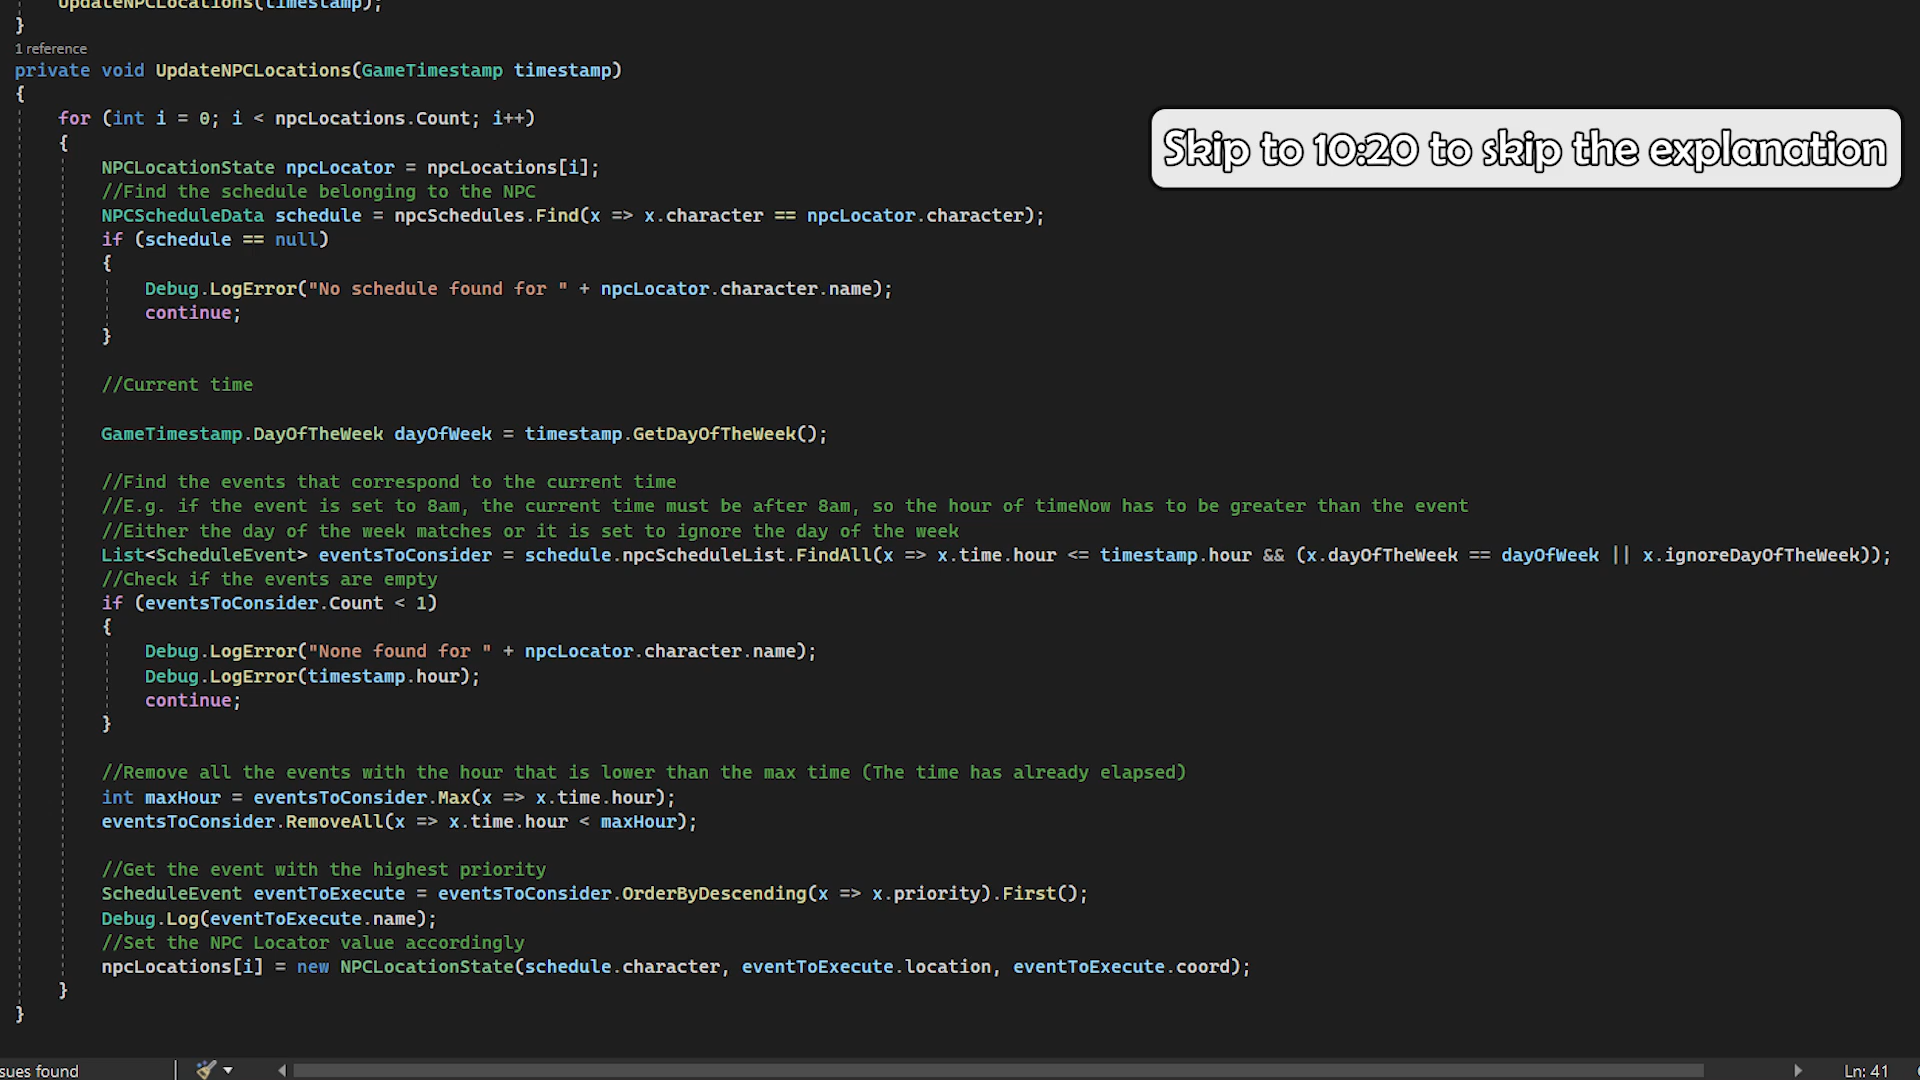 UpdateNPCLocations(timestamp);
}
1 reference
private void UpdateNPCLocations(GameTimestamp timestamp)
{
for (int i = 0; i < npcLocations.Count; i++)
{
Skip to 10:20 to skip the explanation
NPCLocationState npcLocator = npcLocations[i];
//Find the schedule belonging to the NPC
NPCScheduleData schedule = npcSchedules.Find(x => x.character == npcLocator.character);
if (schedule == null)
{
Debug.LogError("No schedule found for " + npcLocator.character.name);
continue;
}
//Current time
GameTimestamp.DayOfTheWeek dayOfWeek = timestamp.GetDayOfTheWeek();
//Find the events that correspond to the current time
//E.g. if the event is set to 8am, the current time must be after 8am, so the hour of timeNow has to be greater than the event
//Either the day of the week matches or it is set to ignore the day of the week
List<ScheduleEvent> eventsToConsider = schedule.npcScheduleList.FindAll(x => x.time.hour <= timestamp.hour && (x.dayOfTheWeek == dayOfWeek || x.ignoreDayOfTheWeek));
//Check if the events are empty
if (eventsToConsider.Count < 1)
{
Debug.LogError("None found for " + npcLocator.character.name);
Debug.LogError(timestamp.hour);
continue;
}
//Remove all the events with the hour that is lower than the max time (The time has already elapsed)
int maxHour = eventsToConsider.Max(x => x.time.hour);
eventsToConsider.RemoveAll(x => x.time.hour < maxHour);
//Get the event with the highest priority
ScheduleEvent eventToExecute = eventsToConsider.OrderByDescending(x => x.priority).First();
Debug.Log(eventToExecute.name);
//Set the NPC Locator value accordingly
npcLocations[i] = new NPCLocationState(schedule.character, eventToExecute.location, eventToExecute.coord);
}
}
sues found
Ln: 41